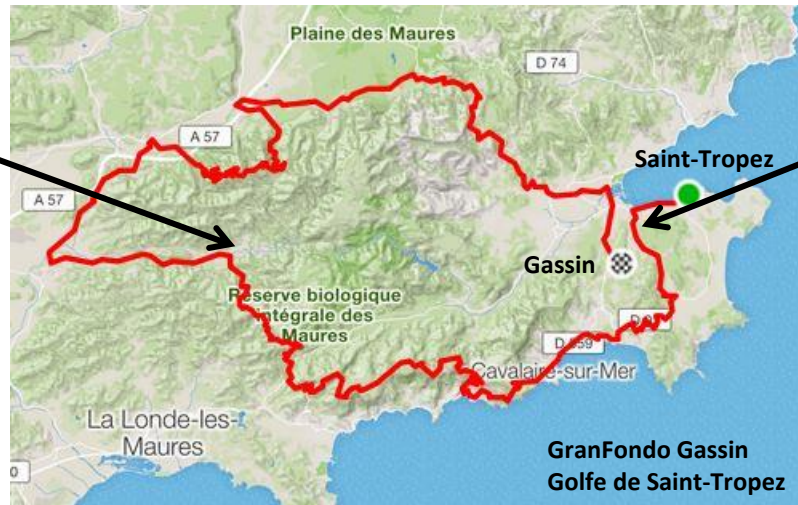 Plaine des Maures
D 74
A 57
Saint-Tropez
A 57
Gassin
Réserve biologique
intégrale des
Maures
D 559
Cavalaire-sur-Mer
La Londe-les-
Maures
GranFondo Gassin
Golfe de Saint-Tropez